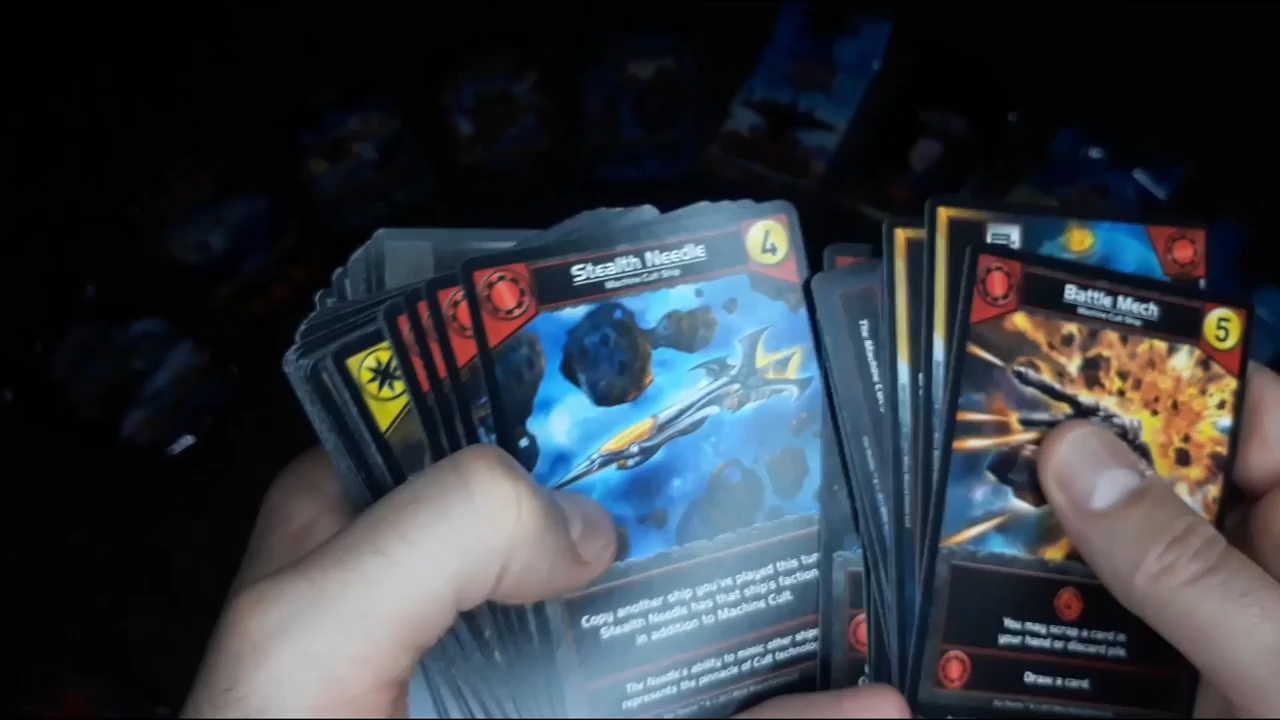 Stealth Needle
4
Machine Cult Ship
Copy another ship you've played this tur
Stealth Needle has that ship's faction
in addition to Machine Cult.
The Needle's ability to mimic other ships
represents the pinnacle of Cult technolo
Battle Mech
5
Machine Cult Ship
You may scrap a card in
your hand or discard pile.
Draw a card.